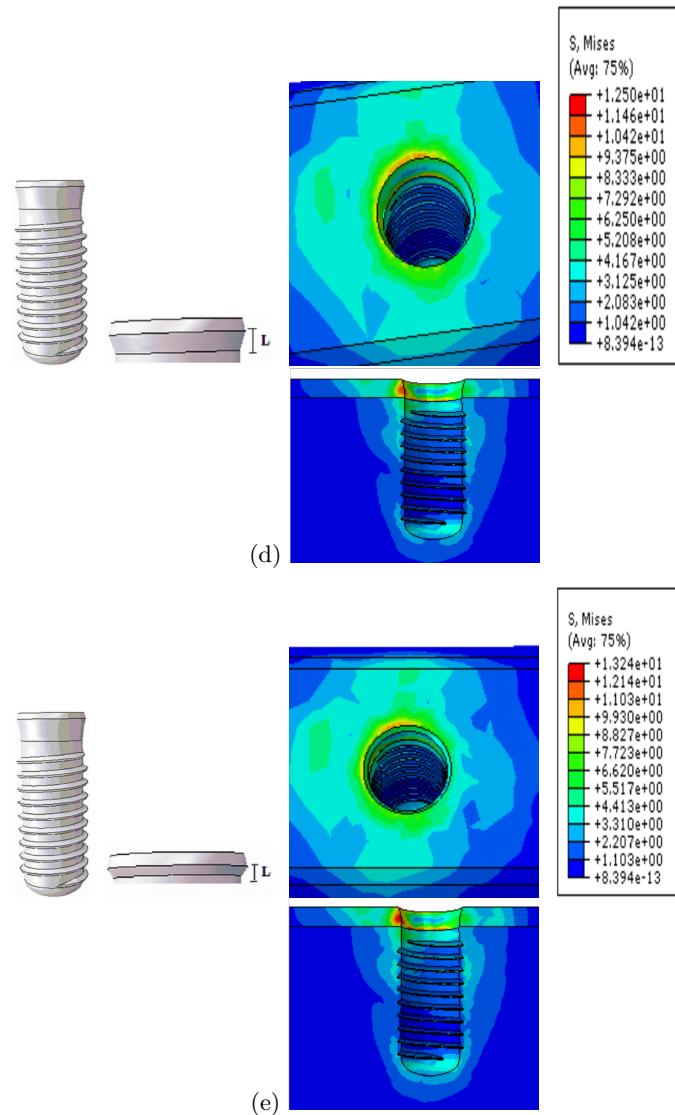 S, Mises
(Avg: 75%)
+1.250e+01
+1.146e+01
+1.042e+01
+9.375e+00
+8.333e+00
+7.292e+00
+6.250e+00
+5.208e+00
+4.167e+00
+3.125e+00
+2.083e+00
+1.042e+00
+8.394e-13
L
(d)
S, Mises
(Avg: 75%)
+1.324e+01
+1.214e+01
+1.103e+01
+9.930e+00
+8.827e+00
+7.723e+00
+6.620e+00
+5.517e+00
+4.413e+00
+3.310e+00
+2.207e+00
+1.103e+00
+8.394e-13
L
(e)